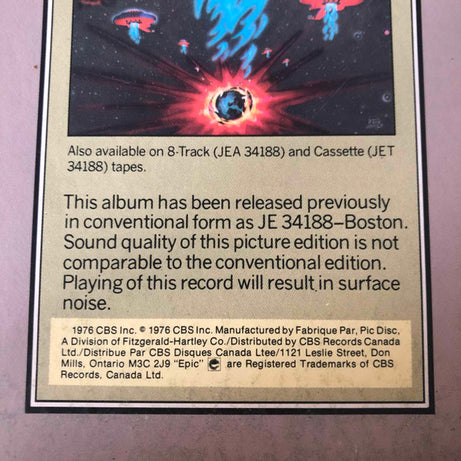 Also available on 8-Track (JEA 34188) and Cassette (JET
34188) tapes.
This album has been released previously
in conventional form as JE 34188–Boston.
Sound quality of this picture edition is not
comparable to the conventional edition.
Playing of this record will result in surface
noise.
1976 CBS Inc. ℗ 1976 CBS Inc. Manufactured by Fabrique Par, Pic Disc,
A Division of Fitzgerald-Hartley Co./Distributed by CBS Records Canada
Ltd./Distribue Par CBS Disques Canada Ltee/1121 Leslie Street, Don
Mills, Ontario M3C 2J9 "Epic" e are Registered Trademarks of CBS
Records, Canada Ltd.